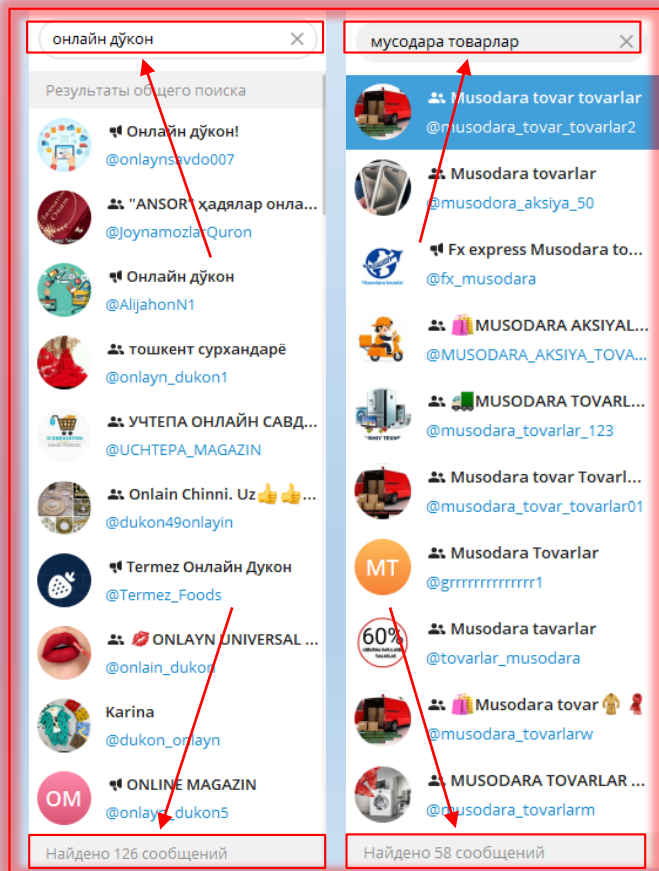 онлайн дўкон
Результаты общего поиска
Онлайн дўкон!
@onlaynsavdo007
"ANSOR" ҳадялар онла...
@JoynamozlarQuron
Онлайн дўкон
@AlijahonN1
тошкент сурхандарё
@onlayn_dukon1
УЧТЕПА ОНЛАЙН САВД...
@UCHTEPA_MAGAZIN
Onlain Chinni. Uz👍👍...
@dukon49onlayin
Termez Онлайн Дукон
@Termez_Foods
💋 ONLAYN UNIVERSAL ...
@onlain_dukon
Karina
@dukon_onlayn
OM
ONLINE MAGAZIN
@onlayn_dukon5
Найдено 126 сообщений
мусодара товарлар
Musodara tovar tovarlar
@musodara_tovar_tovarlar2
Musodara tovarlar
@musodora_aksiya_50
Fx express Musodara to...
@fx_musodara
🛍MUSODARA AKSIYAL...
@MUSODARA_AKSIYA_TOVA...
🚛MUSODARA TOVARL...
@musodara_tovarlar_123
Musodara tovar Tovarl...
@musodara_tovar_tovarlar01
MT
Musodara Tovarlar
@grrrrrrrrrrrrrr1
60%
Musodara tavarlar
@tovarlar_musodara
🛍Musodara tovar🧥🧣
@musodara_tovarlarw
MUSODARA TOVARLAR ...
@musodara_tovarlarm
Найдено 58 сообщений